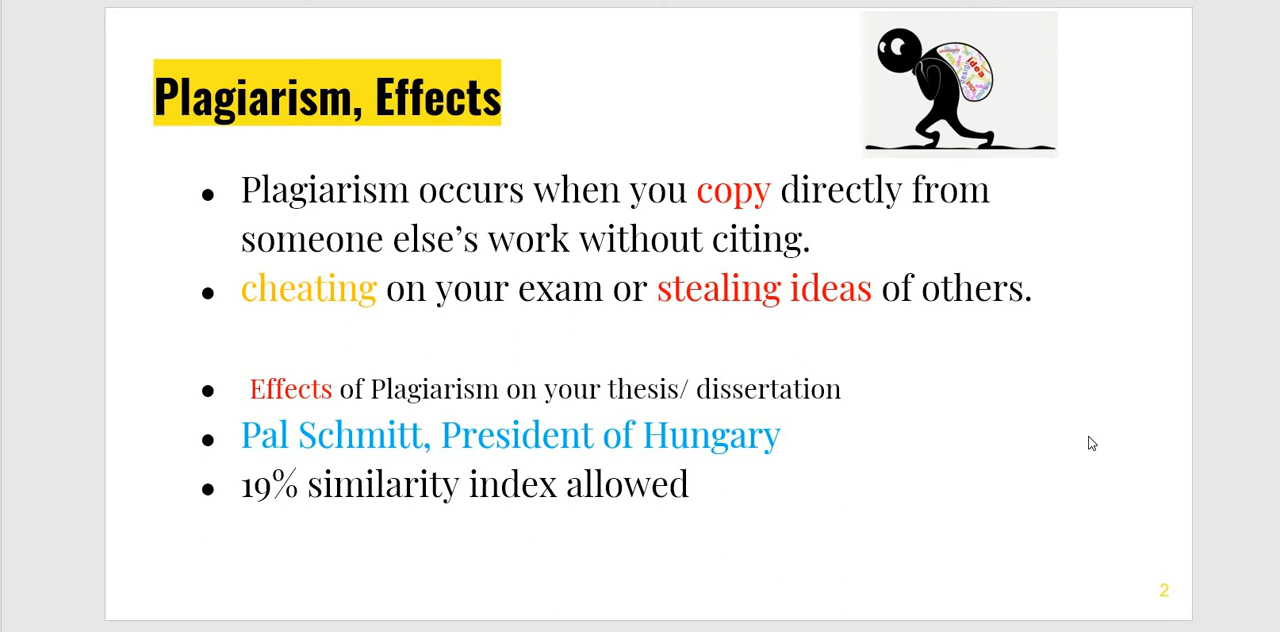 Plagiarism, Effects
idea
Plagiarism occurs when you copy directly from
someone else’s work without citing.
cheating on your exam or stealing ideas of others.
Effects of Plagiarism on your thesis/ dissertation
Pal Schmitt, President of Hungary
19% similarity index allowed
2